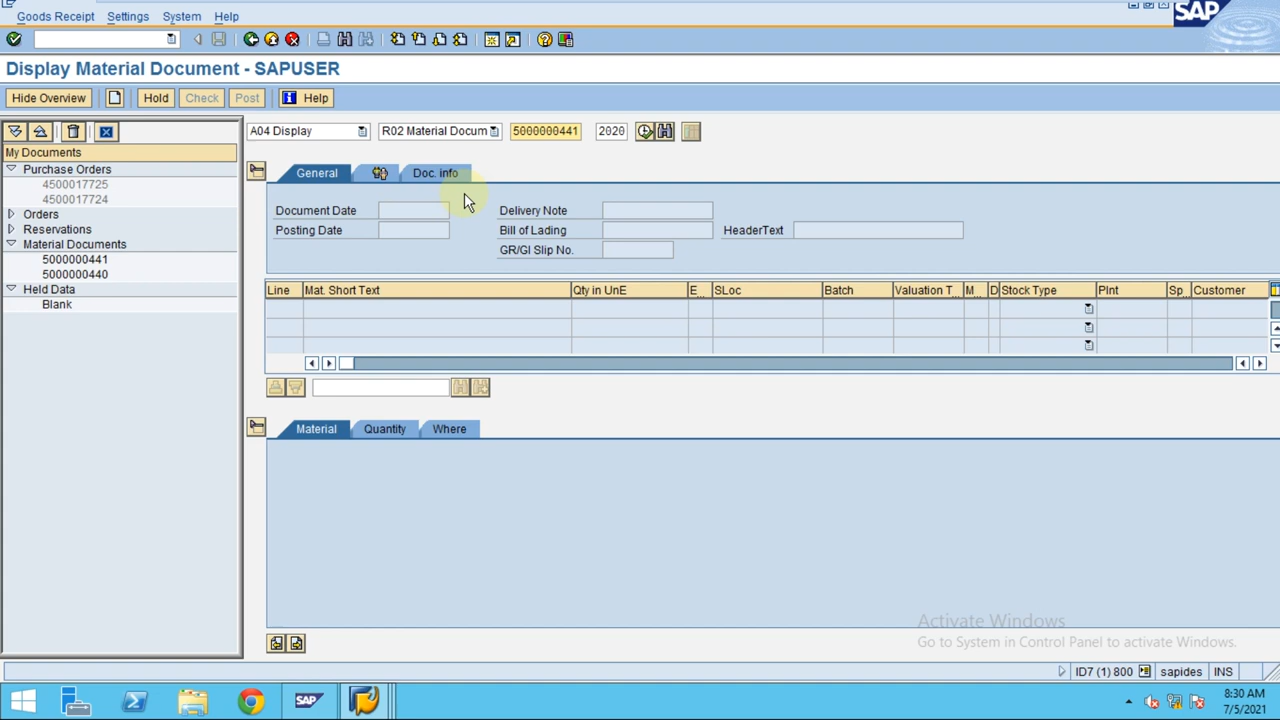 Goods Receipt Settings System Help
SAP
Display Material Document - SAPUSER
Hide Overview Hold Check Post Help
A04 Display R02 Material Docum 5000000441 2020
My Documents
Purchase Orders
4500017725
4500017724
Orders
Reservations
Material Documents
5000000441
5000000440
Held Data
Blank
General Doc. info
Document Date Delivery Note
Posting Date Bill of Lading HeaderText
GR/GI Slip No.
Line Mat. Short Text Qty in UnE E... SLoc Batch Valuation T... M... D Stock Type Plnt Sp... Customer
Material Quantity Where
Activate Windows
Go to System in Control Panel to activate Windows.
ID7 (1) 800 sapides INS
SAP 8:30 AM
7/5/2021